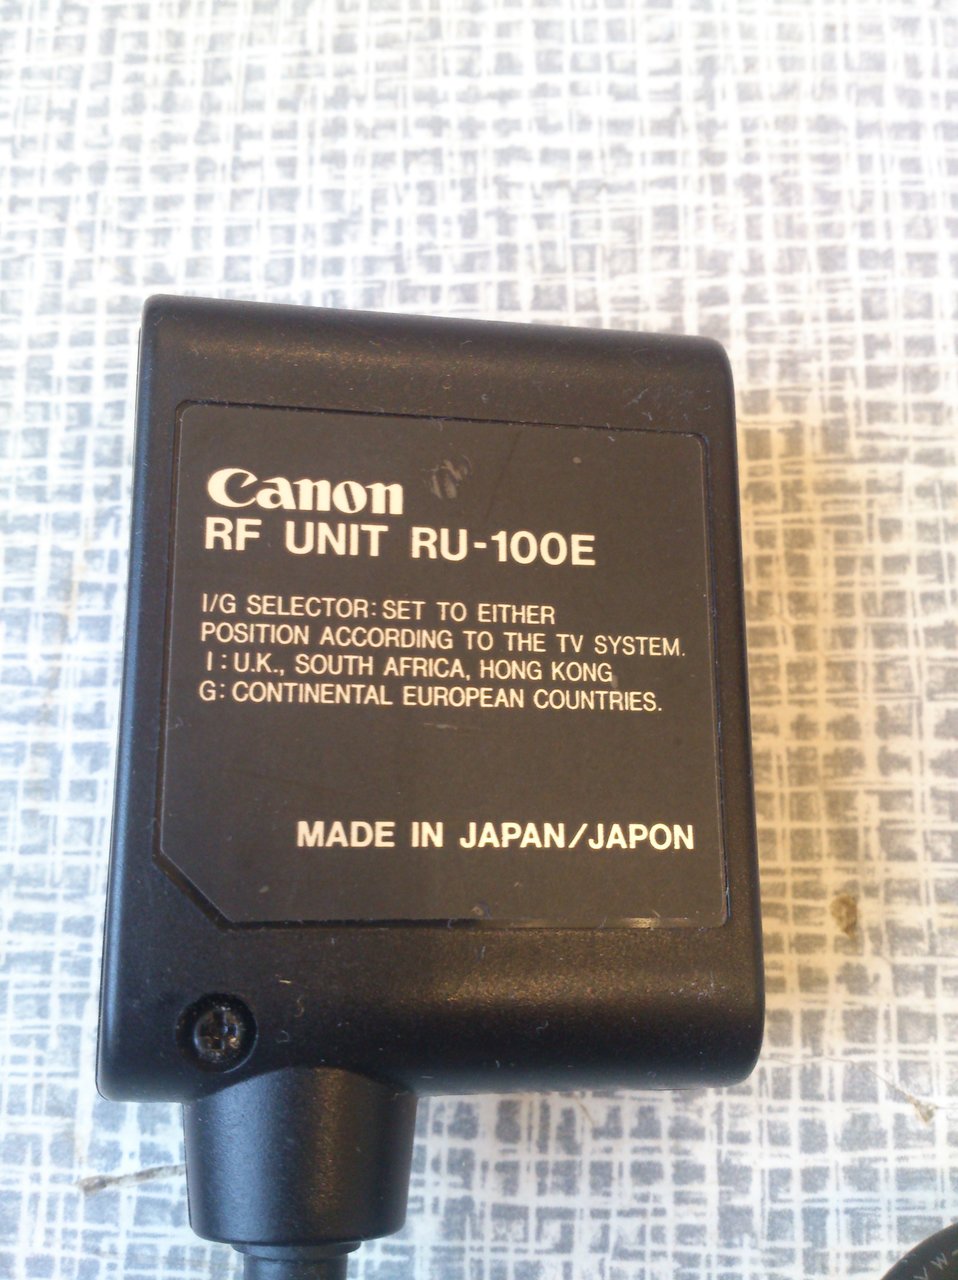 Canon
RF UNIT RU-100E
I/G SELECTOR: SET TO EITHER
POSITION ACCORDING TO THE TV SYSTEM.
I : U.K., SOUTH AFRICA, HONG KONG
G: CONTINENTAL EUROPEAN COUNTRIES.
MADE IN JAPAN/JAPON